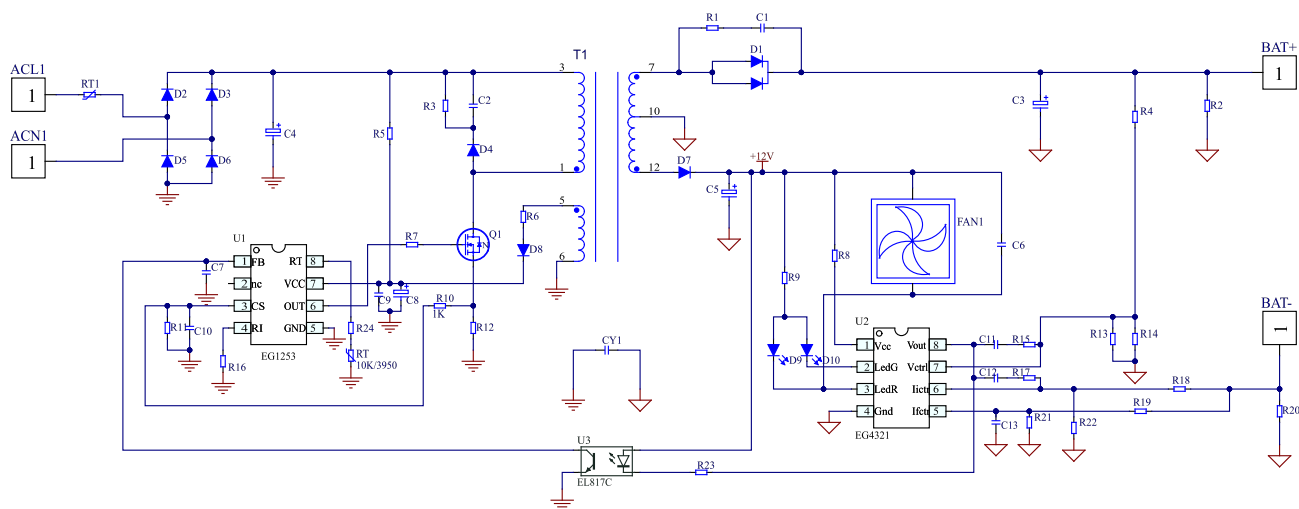 ACL1
1
RT1
ACN1
1
D2
D3
D5
D6
C4
R5
R3
C2
D4
T1
3
1
5
6
7
10
12
R1
C1
D1
BAT+
1
C3
R4
R2
D7
+12V
C5
R6
D8
Q1
R7
U1
1 FB
2 nc
3 CS
4 RI
RT 8
VCC 7
OUT 6
GND 5
EG1253
C7
R11
C10
R16
C9
C8
R10
1K
R12
R24
RT
10K/3950
CY1
R8
R9
FAN1
C6
D9
D10
U2
1 Vcc
2 LedG
3 LedR
4 Gnd
Vout 8
Vctrl 7
Iictr 6
Ifctr 5
EG4321
C11
R15
C12
R17
R13
R14
R18
R19
C13
R21
R22
BAT-
1
R20
U3
EL817C
R23